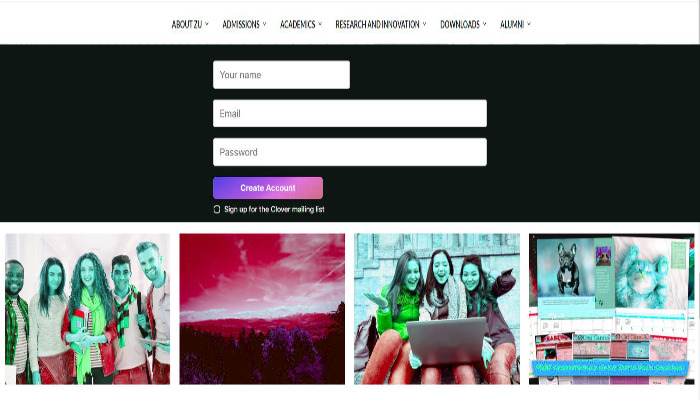 ABOUT ZU ADMISSIONS ACADEMICS RESEARCH AND INNOVATION DOWNLOADS ALUMNI
Your name
Email
Password
Create Account
Sign up for the Clover mailing list